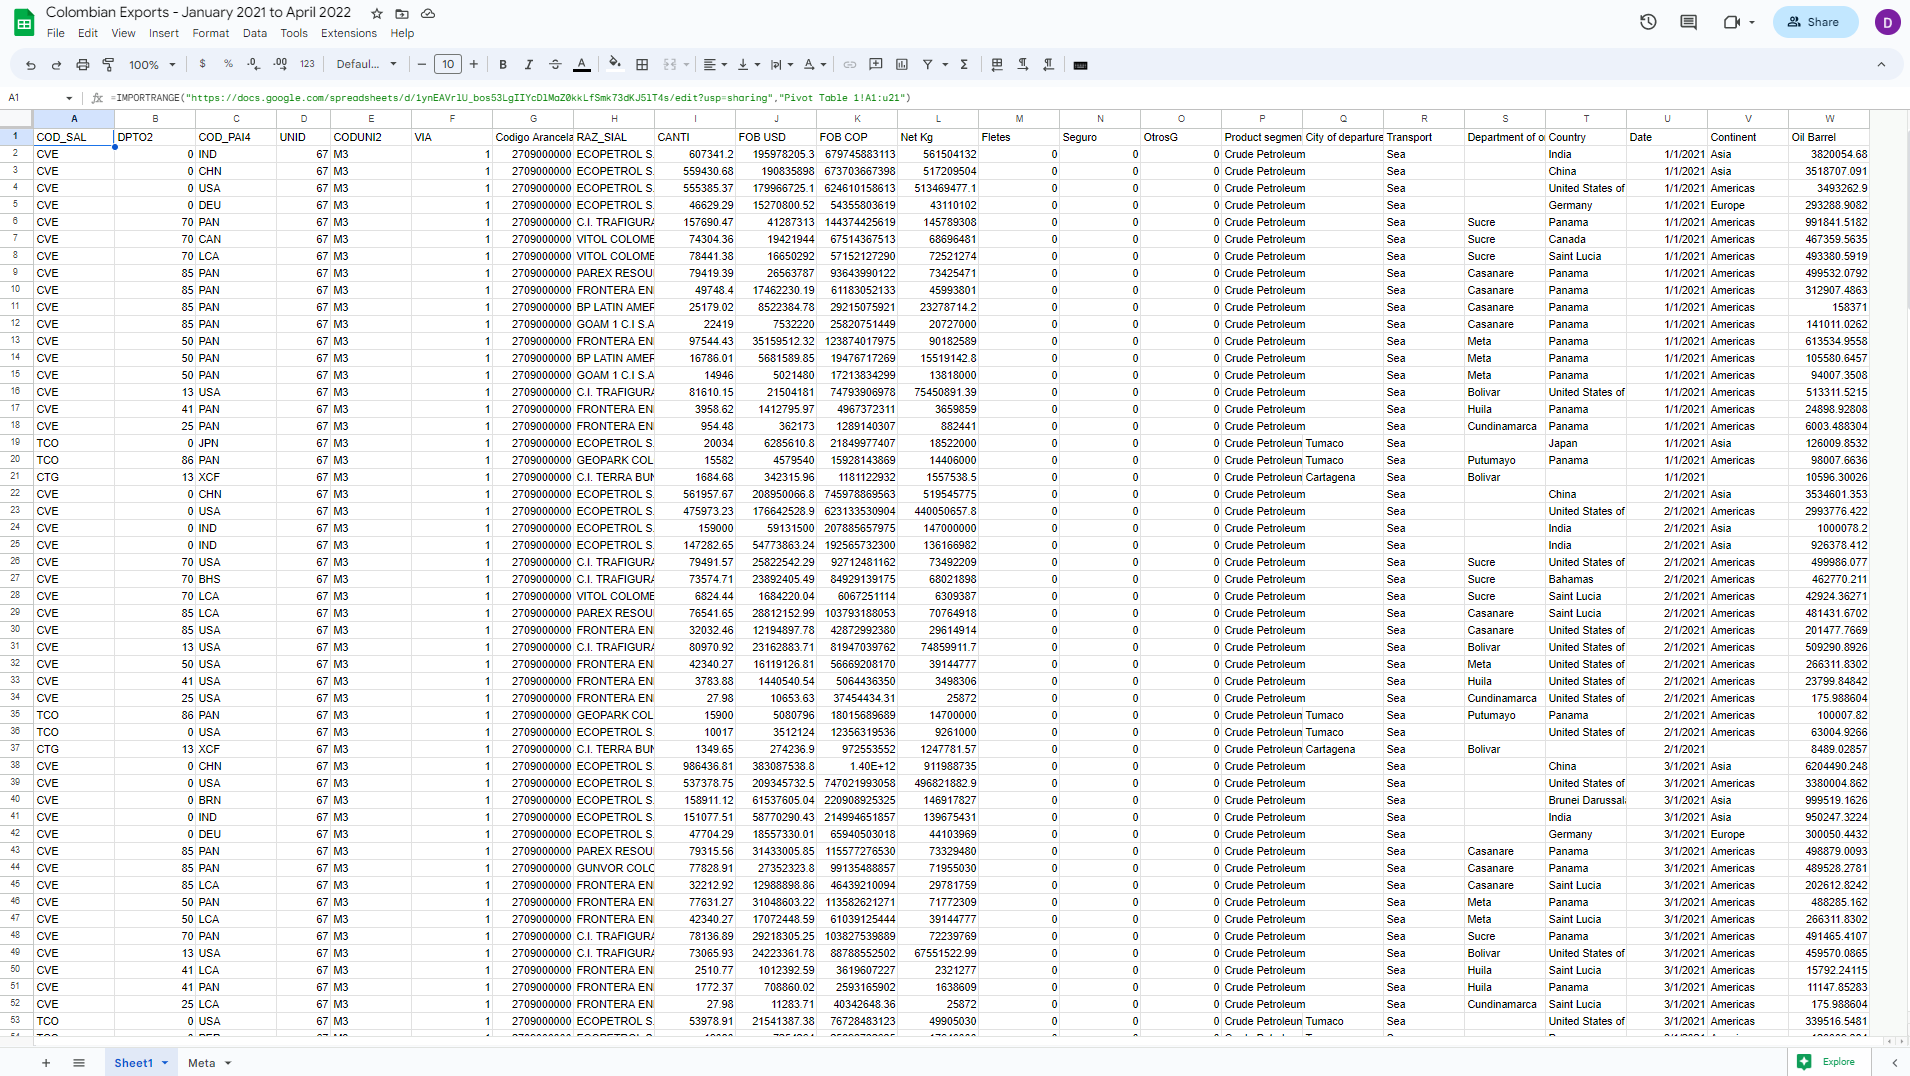 Colombian Exports - January 2021 to April 2022
File Edit View Insert Format Data Tools Extensions Help
Share
D
100% $ % .0 .00 123 Defaul... 10 B I S A
A1 =IMPORTRANGE("https://docs.google.com/spreadsheets/d/1ynEAVrlU_bos53LgIIYcDlMaZ0kkLfSmk73dKJ5lT4s/edit?usp=sharing","Pivot Table 1!A1:u21")
A B C D E F G H I J K L M N O P Q R S T U V W
1 COD_SAL DPTO2 COD_PAI4 UNID CODUNI2 VIA Codigo Arancela RAZ_SIAL CANTI FOB USD FOB COP Net Kg Fletes Seguro OtrosG Product segmen City of departure Transport Department of o Country Date Continent Oil Barrel
2 CVE 0 IND 67 M3 1 2709000000 ECOPETROL S. 607341.2 195978205.3 679745883113 561504132 0 0 0 Crude Petroleum Sea India 1/1/2021 Asia 3820054.68
3 CVE 0 CHN 67 M3 1 2709000000 ECOPETROL S. 559430.68 190835898 673703667398 517209504 0 0 0 Crude Petroleum Sea China 1/1/2021 Asia 3518707.091
4 CVE 0 USA 67 M3 1 2709000000 ECOPETROL S. 555385.37 179966725.1 624610158613 513469477.1 0 0 0 Crude Petroleum Sea United States of 1/1/2021 Americas 3493262.9
5 CVE 0 DEU 67 M3 1 2709000000 ECOPETROL S. 46629.29 15270800.52 54355803619 43110102 0 0 0 Crude Petroleum Sea Germany 1/1/2021 Europe 293288.9082
6 CVE 70 PAN 67 M3 1 2709000000 C.I. TRAFIGURA 157690.47 41287313 144374425619 145789308 0 0 0 Crude Petroleum Sea Sucre Panama 1/1/2021 Americas 991841.5182
7 CVE 70 CAN 67 M3 1 2709000000 VITOL COLOME 74304.36 19421944 67514367513 68696481 0 0 0 Crude Petroleum Sea Sucre Canada 1/1/2021 Americas 467359.5635
8 CVE 70 LCA 67 M3 1 2709000000 VITOL COLOME 78441.38 16650292 57152127290 72521274 0 0 0 Crude Petroleum Sea Sucre Saint Lucia 1/1/2021 Americas 493380.5919
9 CVE 85 PAN 67 M3 1 2709000000 PAREX RESOU 79419.39 26563787 93643990122 73425471 0 0 0 Crude Petroleum Sea Casanare Panama 1/1/2021 Americas 499532.0792
10 CVE 85 PAN 67 M3 1 2709000000 FRONTERA EN 49748.4 17462230.19 61183052133 45993801 0 0 0 Crude Petroleum Sea Casanare Panama 1/1/2021 Americas 312907.4863
11 CVE 85 PAN 67 M3 1 2709000000 BP LATIN AMER 25179.02 8522384.78 29215075921 23278714.2 0 0 0 Crude Petroleum Sea Casanare Panama 1/1/2021 Americas 158371
12 CVE 85 PAN 67 M3 1 2709000000 GOAM 1 C.I S.A 22419 7532220 25820751449 20727000 0 0 0 Crude Petroleum Sea Casanare Panama 1/1/2021 Americas 141011.0262
13 CVE 50 PAN 67 M3 1 2709000000 FRONTERA EN 97544.43 35159512.32 123874017975 90182589 0 0 0 Crude Petroleum Sea Meta Panama 1/1/2021 Americas 613534.9558
14 CVE 50 PAN 67 M3 1 2709000000 BP LATIN AMER 16786.01 5681589.85 19476717269 15519142.8 0 0 0 Crude Petroleum Sea Meta Panama 1/1/2021 Americas 105580.6457
15 CVE 50 PAN 67 M3 1 2709000000 GOAM 1 C.I S.A 14946 5021480 17213834299 13818000 0 0 0 Crude Petroleum Sea Meta Panama 1/1/2021 Americas 94007.3508
16 CVE 13 USA 67 M3 1 2709000000 C.I. TRAFIGURA 81610.15 21504181 74793906978 75450891.39 0 0 0 Crude Petroleum Sea Bolivar United States of 1/1/2021 Americas 513311.5215
17 CVE 41 PAN 67 M3 1 2709000000 FRONTERA EN 3958.62 1412795.97 4967372311 3659859 0 0 0 Crude Petroleum Sea Huila Panama 1/1/2021 Americas 24898.92808
18 CVE 25 PAN 67 M3 1 2709000000 FRONTERA EN 954.48 362173 1289140307 882441 0 0 0 Crude Petroleum Sea Cundinamarca Panama 1/1/2021 Americas 6003.488304
19 TCO 0 JPN 67 M3 1 2709000000 ECOPETROL S. 20034 6285610.8 21849977407 18522000 0 0 0 Crude Petroleum Tumaco Sea Japan 1/1/2021 Asia 126009.8532
20 TCO 86 PAN 67 M3 1 2709000000 GEOPARK COL 15582 4579540 15928143869 14406000 0 0 0 Crude Petroleum Tumaco Sea Putumayo Panama 1/1/2021 Americas 98007.6636
21 CTG 13 XCF 67 M3 1 2709000000 C.I. TERRA BUN 1684.68 342315.96 1181122932 1557538.5 0 0 0 Crude Petroleum Cartagena Sea Bolivar 1/1/2021 10596.30026
22 CVE 0 CHN 67 M3 1 2709000000 ECOPETROL S. 561957.67 208950066.8 745978869563 519545775 0 0 0 Crude Petroleum Sea China 2/1/2021 Asia 3534601.353
23 CVE 0 USA 67 M3 1 2709000000 ECOPETROL S. 475973.23 176642528.9 623133530904 440050657.8 0 0 0 Crude Petroleum Sea United States of 2/1/2021 Americas 2993776.422
24 CVE 0 IND 67 M3 1 2709000000 ECOPETROL S. 159000 59131500 207885657975 147000000 0 0 0 Crude Petroleum Sea India 2/1/2021 Asia 1000078.2
25 CVE 0 IND 67 M3 1 2709000000 ECOPETROL S. 147282.65 54773863.24 192565732300 136166982 0 0 0 Crude Petroleum Sea India 2/1/2021 Asia 926378.412
26 CVE 70 USA 67 M3 1 2709000000 C.I. TRAFIGURA 79491.57 25822542.29 92712481162 73492209 0 0 0 Crude Petroleum Sea Sucre United States of 2/1/2021 Americas 499986.077
27 CVE 70 BHS 67 M3 1 2709000000 C.I. TRAFIGURA 73574.71 23892405.49 84929139175 68021898 0 0 0 Crude Petroleum Sea Sucre Bahamas 2/1/2021 Americas 462770.211
28 CVE 70 LCA 67 M3 1 2709000000 VITOL COLOME 6824.44 1684220.04 6067251114 6309387 0 0 0 Crude Petroleum Sea Sucre Saint Lucia 2/1/2021 Americas 42924.36271
29 CVE 85 LCA 67 M3 1 2709000000 PAREX RESOU 76541.65 28812152.99 103793188053 70764918 0 0 0 Crude Petroleum Sea Casanare Saint Lucia 2/1/2021 Americas 481431.6702
30 CVE 85 USA 67 M3 1 2709000000 FRONTERA EN 32032.46 12194897.78 42872992380 29614914 0 0 0 Crude Petroleum Sea Casanare United States of 2/1/2021 Americas 201477.7669
31 CVE 13 USA 67 M3 1 2709000000 C.I. TRAFIGURA 80970.92 23162883.71 81947039762 74859911.7 0 0 0 Crude Petroleum Sea Bolivar United States of 2/1/2021 Americas 509290.8926
32 CVE 50 USA 67 M3 1 2709000000 FRONTERA EN 42340.27 16119126.81 56669208170 39144777 0 0 0 Crude Petroleum Sea Meta United States of 2/1/2021 Americas 266311.8302
33 CVE 41 USA 67 M3 1 2709000000 FRONTERA EN 3783.88 1440540.54 5064436350 3498306 0 0 0 Crude Petroleum Sea Huila United States of 2/1/2021 Americas 23799.84842
34 CVE 25 USA 67 M3 1 2709000000 FRONTERA EN 27.98 10653.63 37454434.31 25872 0 0 0 Crude Petroleum Sea Cundinamarca United States of 2/1/2021 Americas 175.988604
35 TCO 86 PAN 67 M3 1 2709000000 GEOPARK COL 15900 5080796 18015689689 14700000 0 0 0 Crude Petroleum Tumaco Sea Putumayo Panama 2/1/2021 Americas 100007.82
36 TCO 0 USA 67 M3 1 2709000000 ECOPETROL S. 10017 3512124 12356319536 9261000 0 0 0 Crude Petroleum Tumaco Sea United States of 2/1/2021 Americas 63004.9266
37 CTG 13 XCF 67 M3 1 2709000000 C.I. TERRA BUN 1349.65 274236.9 972553552 1247781.57 0 0 0 Crude Petroleum Cartagena Sea Bolivar 2/1/2021 8489.02857
38 CVE 0 CHN 67 M3 1 2709000000 ECOPETROL S. 986436.81 383087538.8 1.40E+12 911988735 0 0 0 Crude Petroleum Sea China 3/1/2021 Asia 6204490.248
39 CVE 0 USA 67 M3 1 2709000000 ECOPETROL S. 537378.75 209345732.5 747021993058 496821882.9 0 0 0 Crude Petroleum Sea United States of 3/1/2021 Americas 3380004.862
40 CVE 0 BRN 67 M3 1 2709000000 ECOPETROL S. 158911.12 61537605.04 220908925325 146917827 0 0 0 Crude Petroleum Sea Brunei Darussal 3/1/2021 Asia 999519.1626
41 CVE 0 IND 67 M3 1 2709000000 ECOPETROL S. 151077.51 58770290.43 214994651857 139675431 0 0 0 Crude Petroleum Sea India 3/1/2021 Asia 950247.3224
42 CVE 0 DEU 67 M3 1 2709000000 ECOPETROL S. 47704.29 18557330.01 65940503018 44103969 0 0 0 Crude Petroleum Sea Germany 3/1/2021 Europe 300050.4432
43 CVE 85 PAN 67 M3 1 2709000000 PAREX RESOU 79315.56 31433005.85 115577276530 73329480 0 0 0 Crude Petroleum Sea Casanare Panama 3/1/2021 Americas 498879.0093
44 CVE 85 PAN 67 M3 1 2709000000 GUNVOR COLC 77828.91 27352323.8 99135488857 71955030 0 0 0 Crude Petroleum Sea Casanare Panama 3/1/2021 Americas 489528.2781
45 CVE 85 LCA 67 M3 1 2709000000 FRONTERA EN 32212.92 12988898.86 46439210094 29781759 0 0 0 Crude Petroleum Sea Casanare Saint Lucia 3/1/2021 Americas 202612.8242
46 CVE 50 PAN 67 M3 1 2709000000 FRONTERA EN 77631.27 31048603.22 113582621271 71772309 0 0 0 Crude Petroleum Sea Meta Panama 3/1/2021 Americas 488285.162
47 CVE 50 LCA 67 M3 1 2709000000 FRONTERA EN 42340.27 17072448.59 61039125444 39144777 0 0 0 Crude Petroleum Sea Meta Saint Lucia 3/1/2021 Americas 266311.8302
48 CVE 70 PAN 67 M3 1 2709000000 C.I. TRAFIGURA 78136.89 29218305.25 103827539889 72239769 0 0 0 Crude Petroleum Sea Sucre Panama 3/1/2021 Americas 491465.4107
49 CVE 13 USA 67 M3 1 2709000000 C.I. TRAFIGURA 73065.93 24223361.78 88788552502 67551522.99 0 0 0 Crude Petroleum Sea Bolivar United States of 3/1/2021 Americas 459570.0865
50 CVE 41 LCA 67 M3 1 2709000000 FRONTERA EN 2510.77 1012392.59 3619607227 2321277 0 0 0 Crude Petroleum Sea Huila Saint Lucia 3/1/2021 Americas 15792.24115
51 CVE 41 PAN 67 M3 1 2709000000 FRONTERA EN 1772.37 708860.02 2593165902 1638609 0 0 0 Crude Petroleum Sea Huila Panama 3/1/2021 Americas 11147.85283
52 CVE 25 LCA 67 M3 1 2709000000 FRONTERA EN 27.98 11283.71 40342648.36 25872 0 0 0 Crude Petroleum Sea Cundinamarca Saint Lucia 3/1/2021 Americas 175.988604
53 TCO 0 USA 67 M3 1 2709000000 ECOPETROL S. 53978.91 21541387.38 76728483123 49905030 0 0 0 Crude Petroleum Tumaco Sea United States of 3/1/2021 Americas 339516.5481
Sheet1 Meta Explore